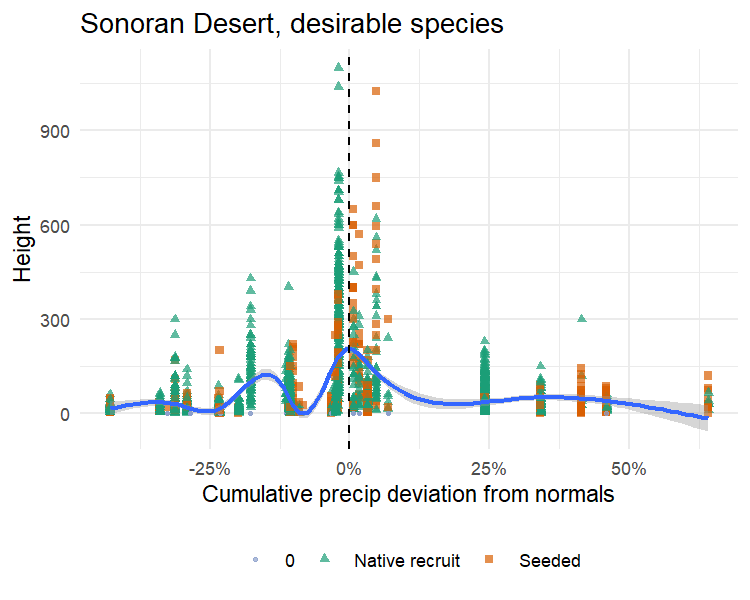 Sonoran Desert, desirable species
Height
900
600
300
0
-25% 0% 25% 50%
Cumulative precip deviation from normals
0 Native recruit Seeded